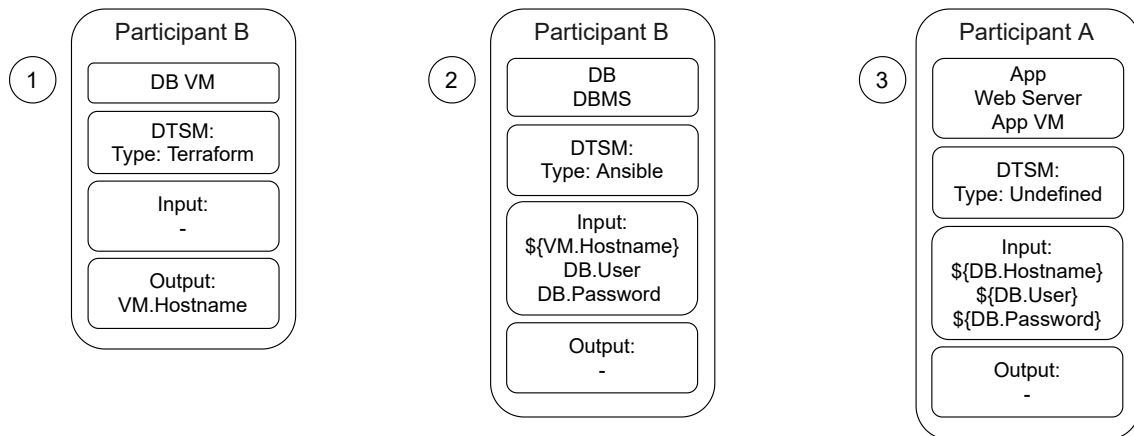 1
Participant B
DB VM
DTSM:
Type: Terraform
Input:
-
Output:
VM.Hostname
2
Participant B
DB
DBMS
DTSM:
Type: Ansible
Input:
${VM.Hostname}
DB.User
DB.Password
Output:
-
3
Participant A
App
Web Server
App VM
DTSM:
Type: Undefined
Input:
${DB.Hostname}
${DB.User}
${DB.Password}
Output:
-